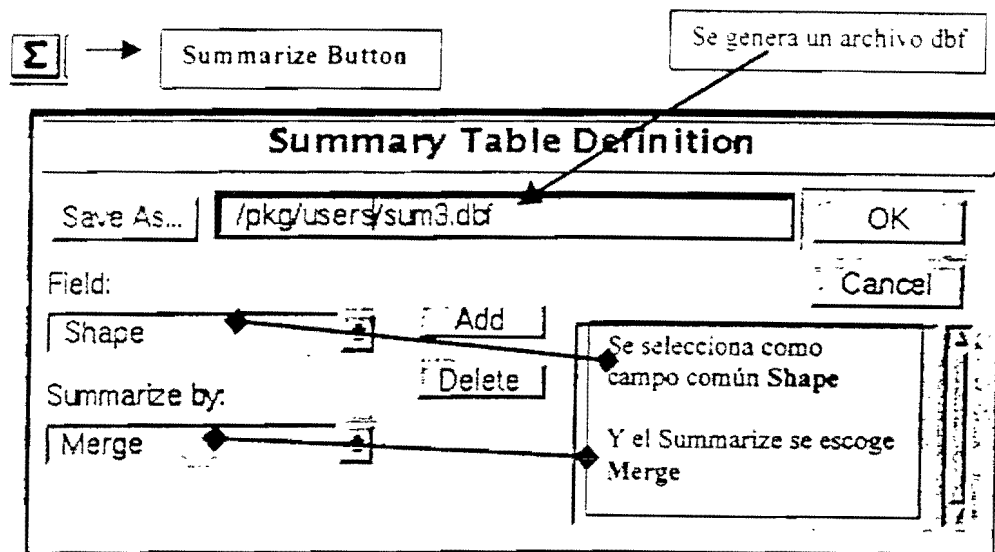 Σ
Summarize Button
Se genera un archivo dbf
Summary Table Definition
Save As...
/pkg/users/sum3.dbf
OK
Cancel
Field:
Shape
Add
Delete
Summarize by:
Merge
Se selecciona como
campo común Shape
Y el Summarize se escoge
Merge